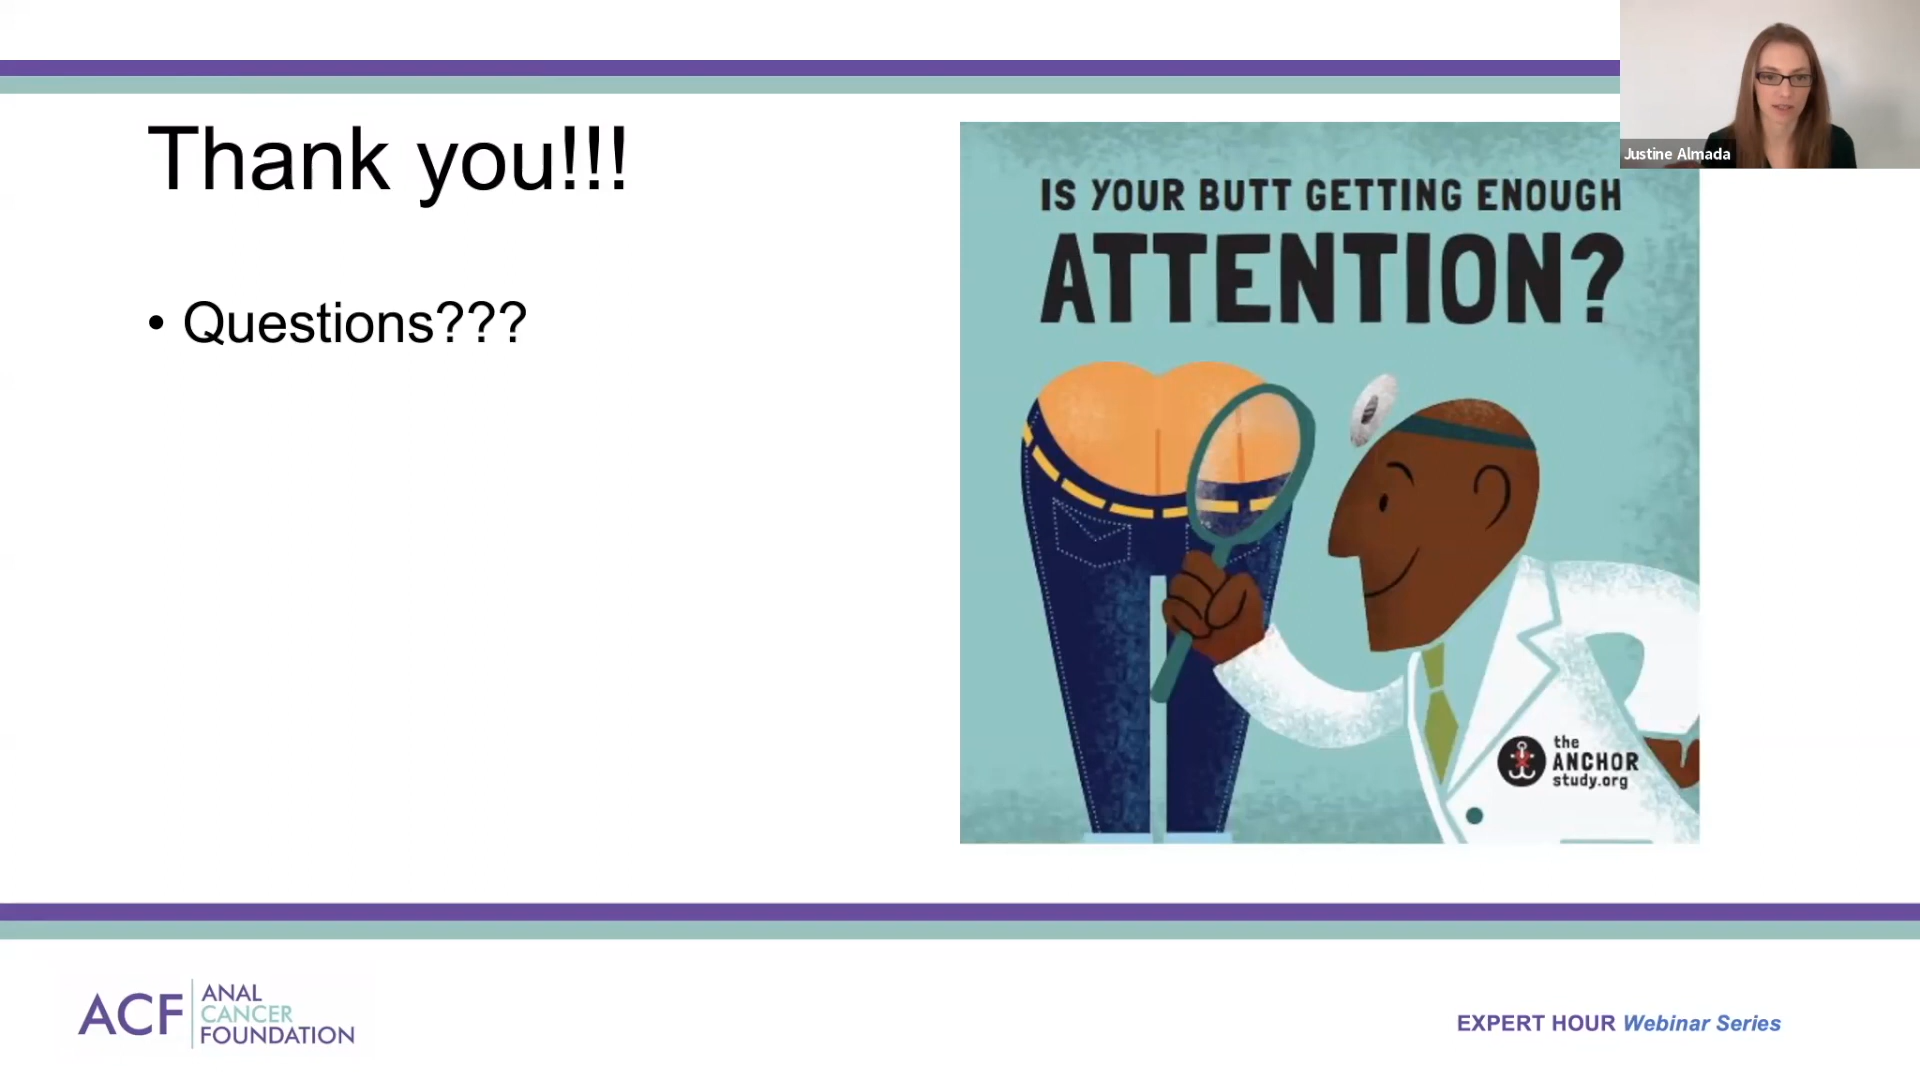 Thank you!!!
• Questions???
IS YOUR BUTT GETTING ENOUGH
ATTENTION?
the
ANCHOR
study.org
Justine Almada
ACF
ANAL
CANCER
FOUNDATION
EXPERT HOUR Webinar Series